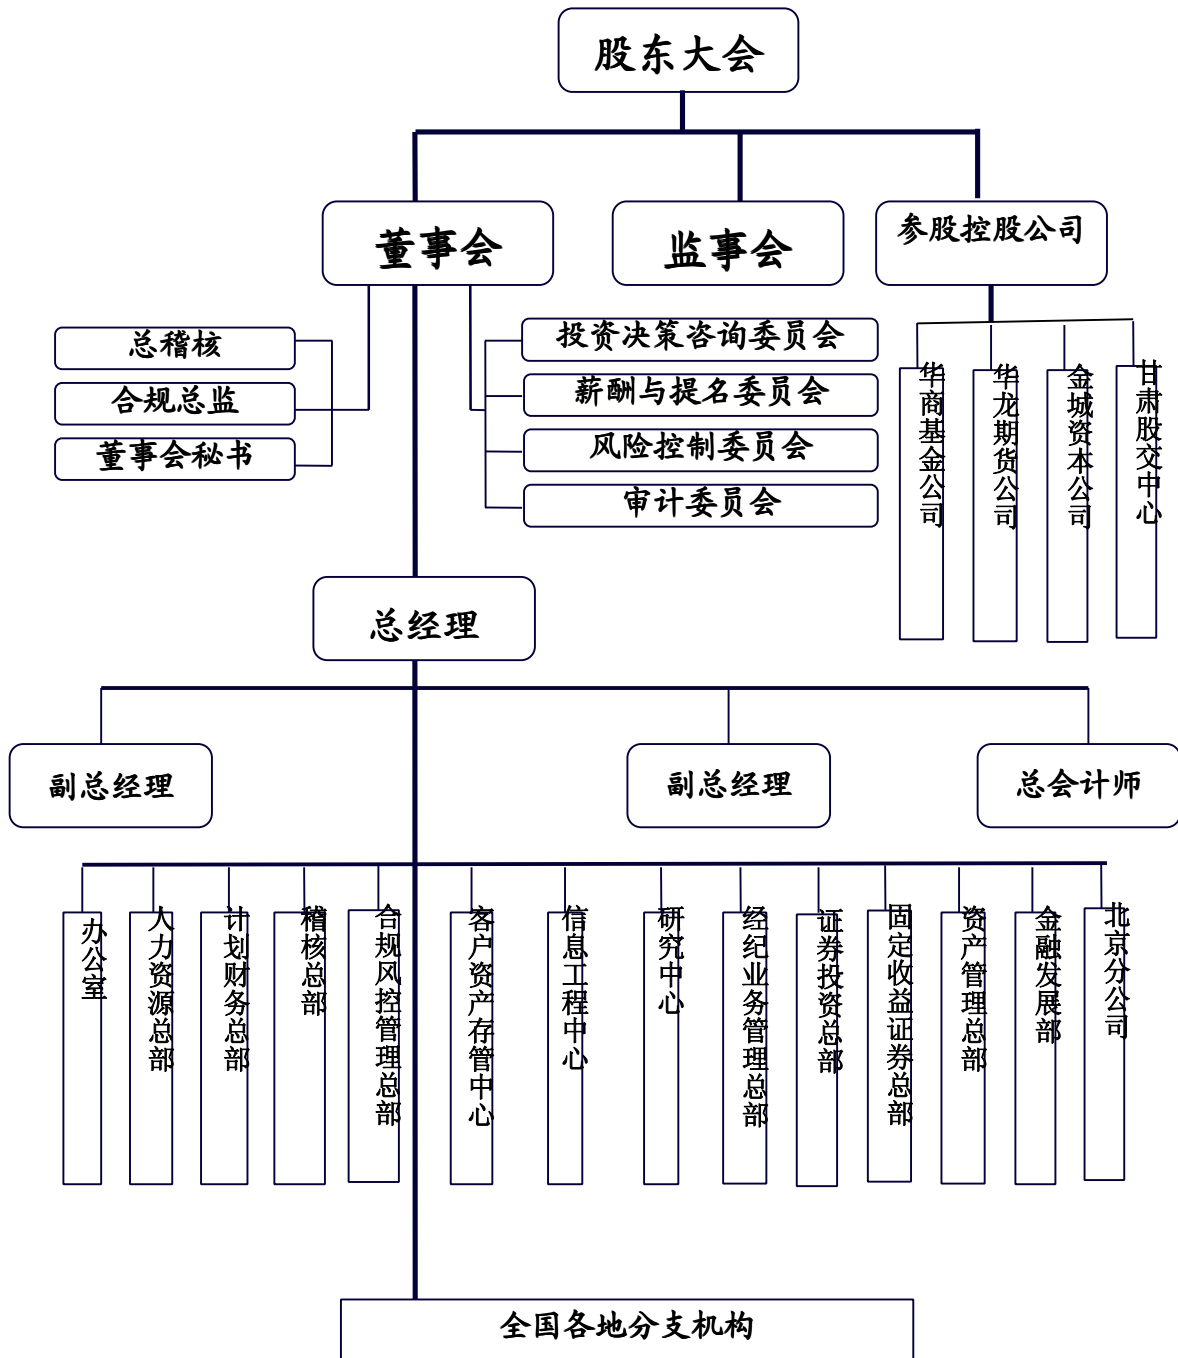 股东大会
董事会
监事会
参股控股公司
总稽核
合规总监
董事会秘书
投资决策咨询委员会
薪酬与提名委员会
风险控制委员会
审计委员会
华商基金公司
华龙期货公司
金城资本公司
甘肃股交中心
总经理
副总经理
副总经理
总会计师
办公室
人力资源总部
计划财务总部
稽核总部
合规风控管理总部
客户资产存管中心
信息工程中心
研究中心
经纪业务管理总部
证券投资总部
固定收益证券总部
资产管理总部
金融发展部
北京分公司
全国各地分支机构